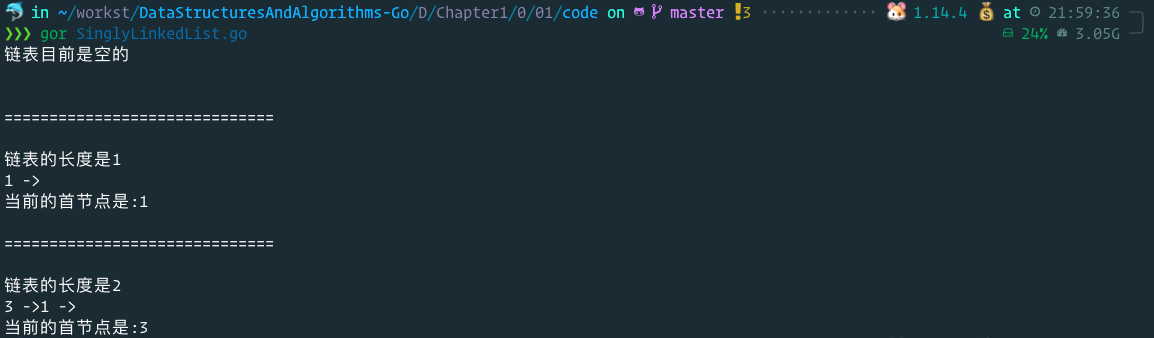 in ~/workst/DataStructuresAndAlgorithms-Go/D/Chapter1/0/01/code on master !3 ············· 1.14.4 at 21:59:36
❯❯❯ gor SinglyLinkedList.go 24% 3.05G
链表目前是空的
==============================
链表的长度是1
1 ->
当前的首节点是:1
==============================
链表的长度是2
3 ->1 ->
当前的首节点是:3